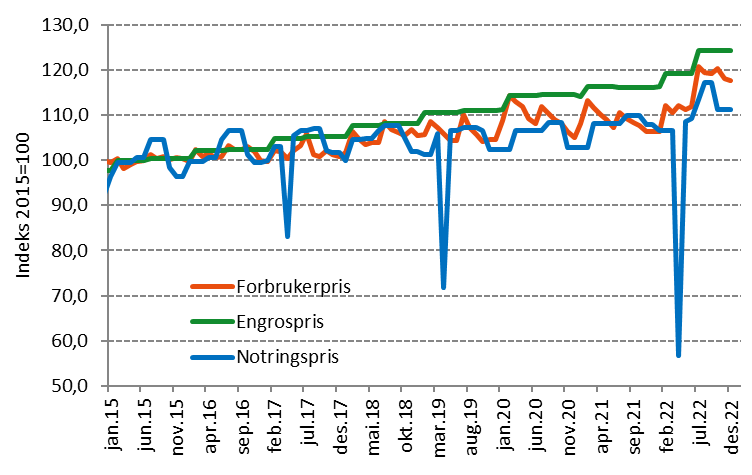 130,0
120,0
110,0
100,0
90,0
80,0
70,0
60,0
50,0
Indeks 2015=100
Forbrukerpris
Engrospris
Notringspris
jan.15
jun.15
nov.15
apr.16
sep.16
feb.17
jul.17
des.17
mai.18
okt.18
mar.19
aug.19
jan.20
jun.20
nov.20
apr.21
sep.21
feb.22
jul.22
des.22